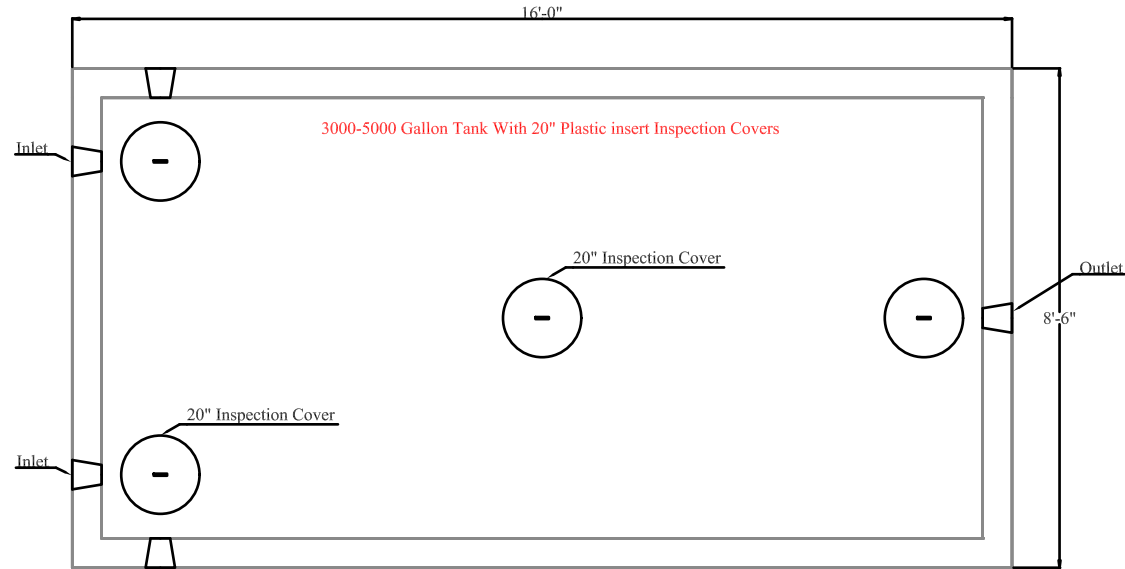 16'-0"
3000-5000 Gallon Tank With 20" Plastic insert Inspection Covers
Inlet
20" Inspection Cover
Outlet
8'-6"
20" Inspection Cover
Inlet